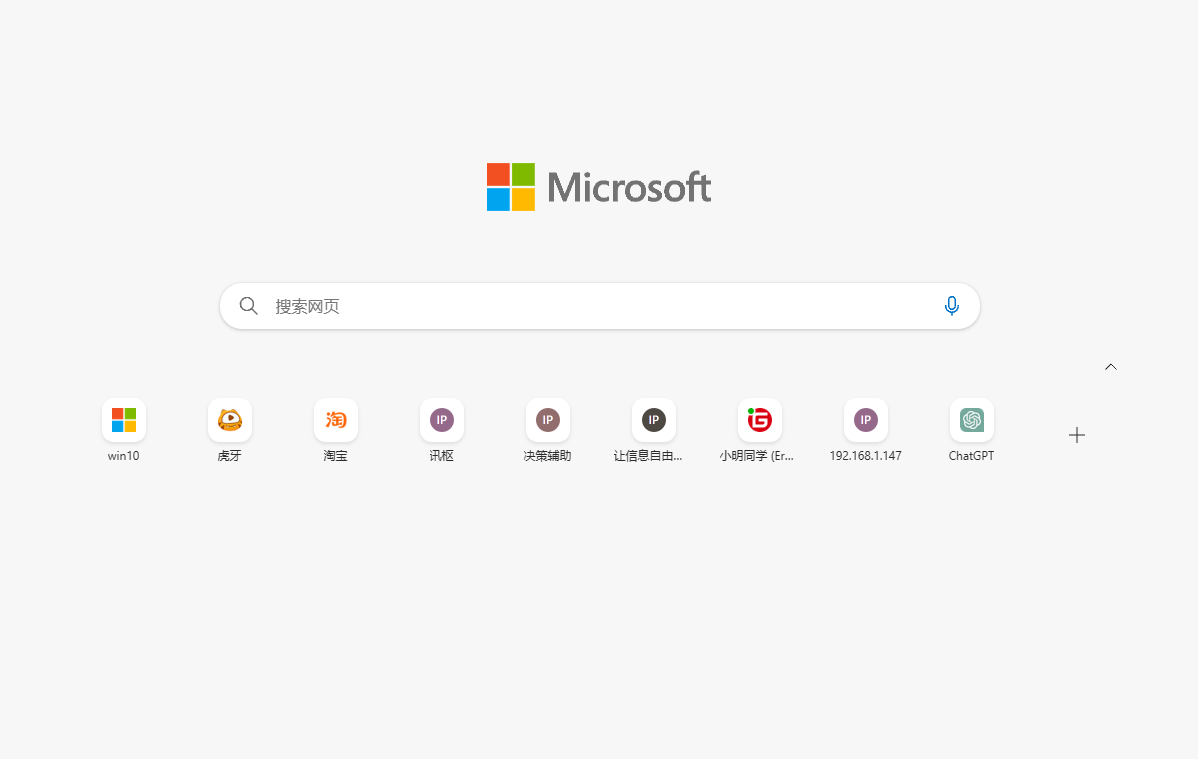 Microsoft
搜索网页
win10
虎牙
淘
淘宝
IP
讯枢
IP
决策辅助
IP
让信息自由...
小明同学 (Er...
IP
192.168.1.147
ChatGPT